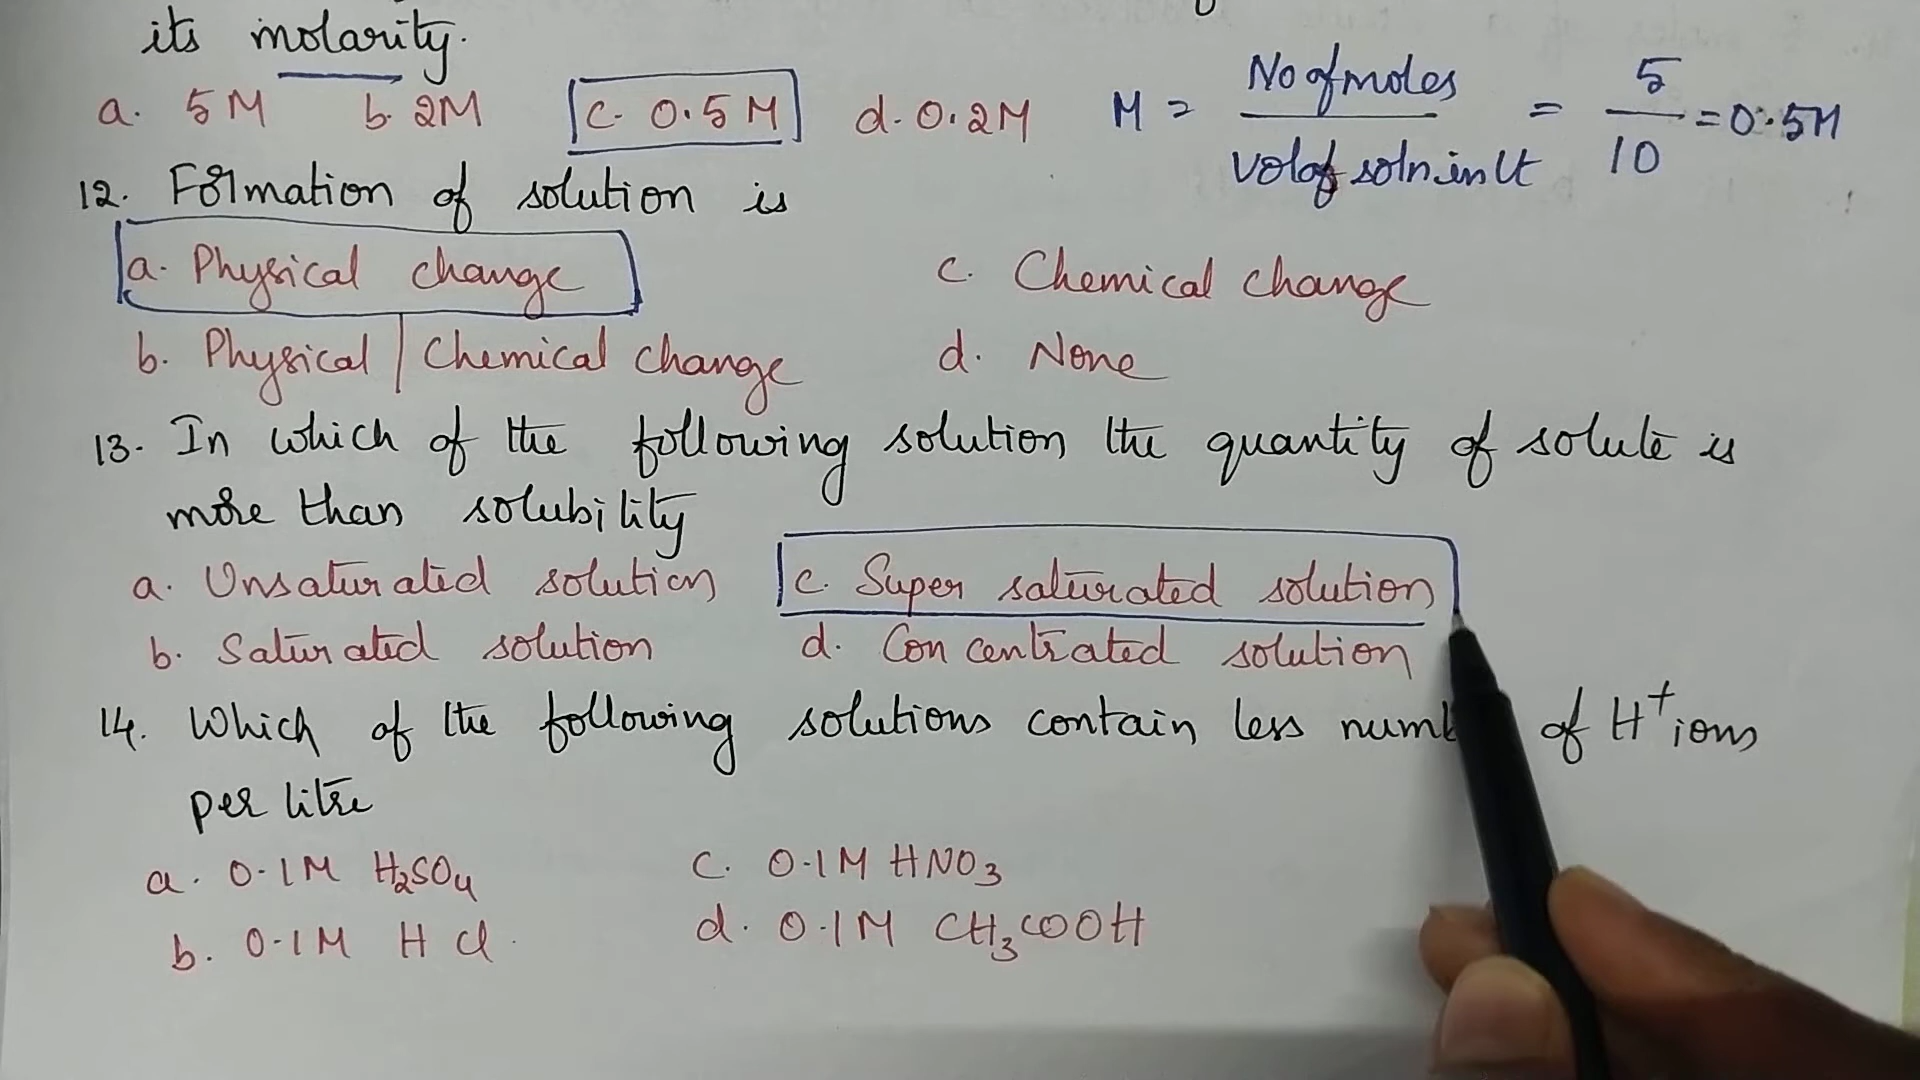 its molarity.
a. 5M b. 2M c. 0.5M d. 0.2M
M = No of moles / vol of soln. in lt = 5 / 10 = 0.5M
12. Formation of solution is
a. Physical change c. Chemical change
b. Physical | Chemical change d. None
13. In which of the following solution the quantity of solute is
more than solubility
a. Unsaturated solution c. Super saturated solution
b. Saturated solution d. Concentrated solution
14. Which of the following solutions contain less numb of H⁺ ions
per litre
a. 0.1M H₂SO₄ c. 0.1M HNO₃
b. 0.1M HCl. d. 0.1M CH₃COOH